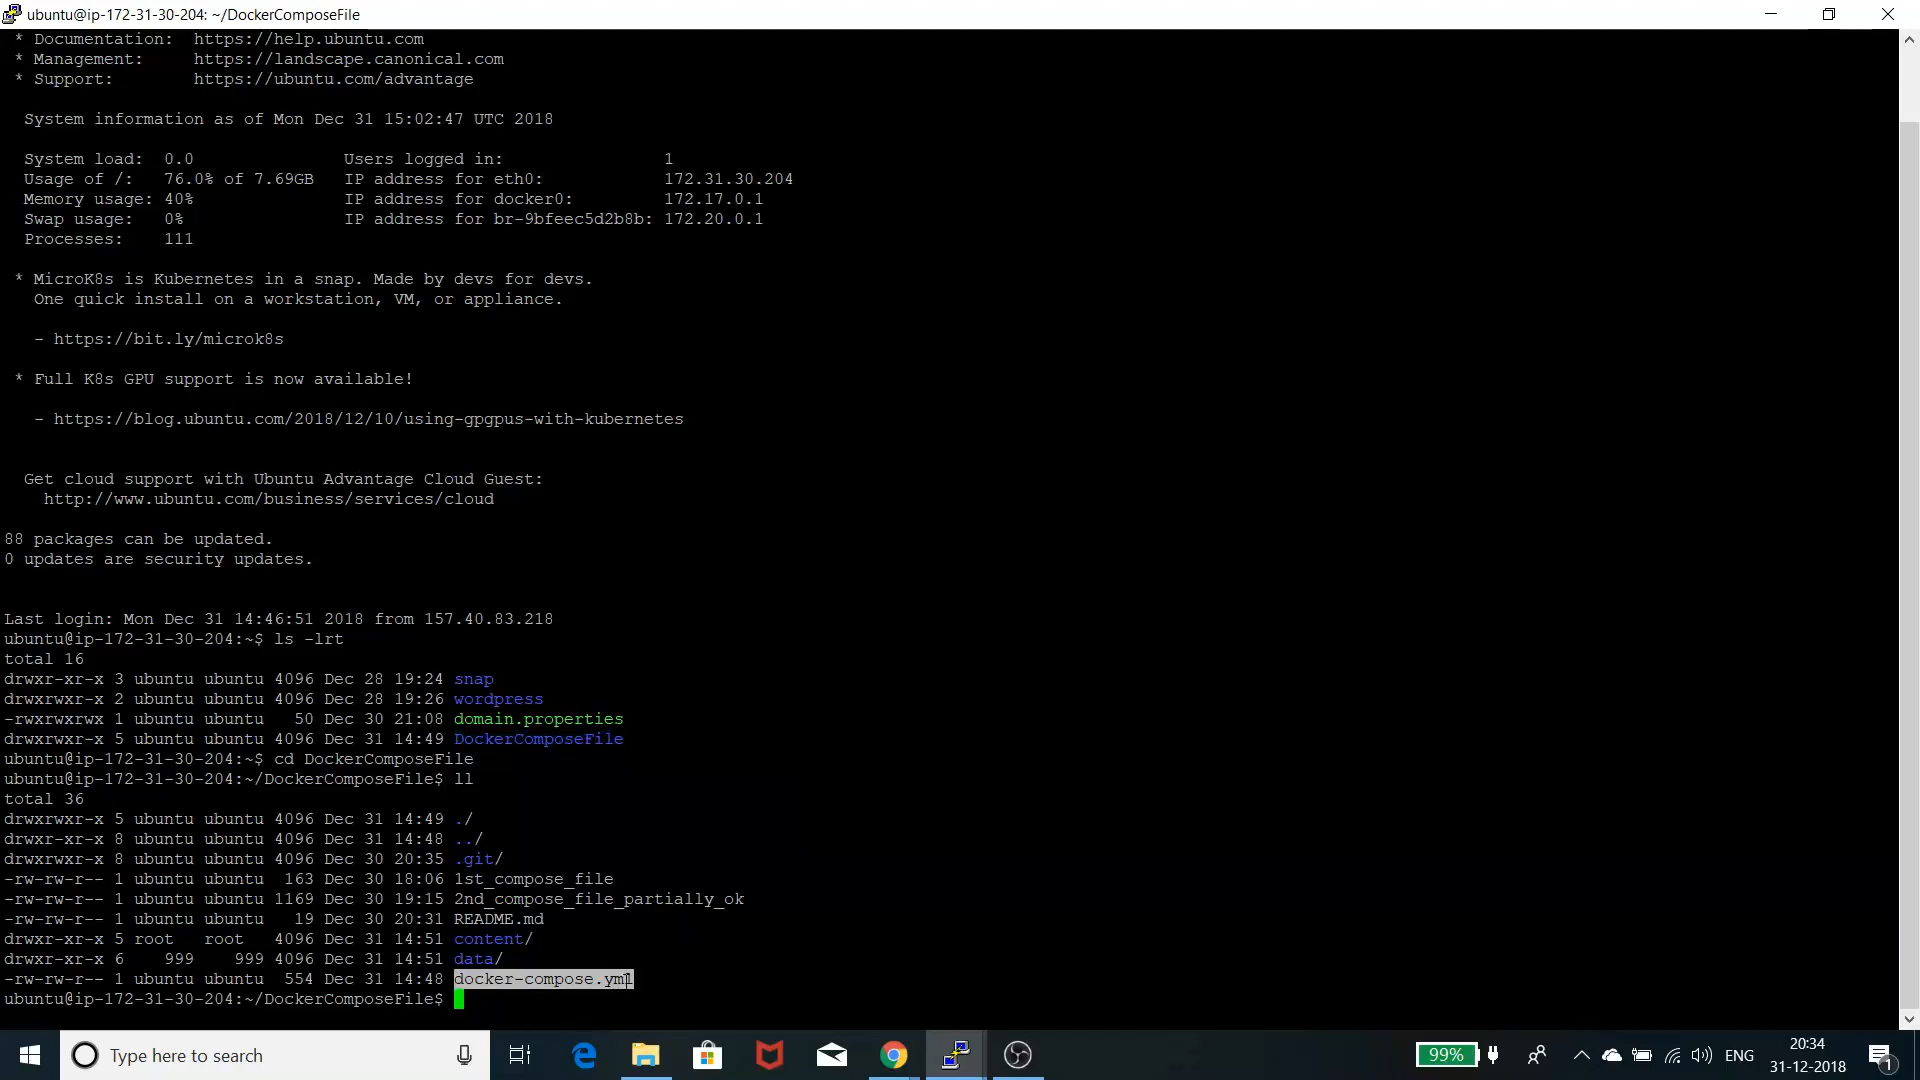 ubuntu@ip-172-31-30-204: ~/DockerComposeFile
* Documentation:  https://help.ubuntu.com
* Management:     https://landscape.canonical.com
* Support:        https://ubuntu.com/advantage
System information as of Mon Dec 31 15:02:47 UTC 2018
System load:  0.0               Users logged in:                1
Usage of /:   76.0% of 7.69GB   IP address for eth0:            172.31.30.204
Memory usage: 40%               IP address for docker0:         172.17.0.1
Swap usage:   0%                IP address for br-9bfeec5d2b8b: 172.20.0.1
Processes:    111
* MicroK8s is Kubernetes in a snap. Made by devs for devs.
One quick install on a workstation, VM, or appliance.
- https://bit.ly/microk8s
* Full K8s GPU support is now available!
- https://blog.ubuntu.com/2018/12/10/using-gpgpus-with-kubernetes
Get cloud support with Ubuntu Advantage Cloud Guest:
http://www.ubuntu.com/business/services/cloud
88 packages can be updated.
0 updates are security updates.
Last login: Mon Dec 31 14:46:51 2018 from 157.40.83.218
ubuntu@ip-172-31-30-204:~$ ls -lrt
total 16
drwxr-xr-x 3 ubuntu ubuntu 4096 Dec 28 19:24 snap
drwxrwxr-x 2 ubuntu ubuntu 4096 Dec 28 19:26 wordpress
-rwxrwxrwx 1 ubuntu ubuntu   50 Dec 30 21:08 domain.properties
drwxrwxr-x 5 ubuntu ubuntu 4096 Dec 31 14:49 DockerComposeFile
ubuntu@ip-172-31-30-204:~$ cd DockerComposeFile
ubuntu@ip-172-31-30-204:~/DockerComposeFile$ ll
total 36
drwxrwxr-x 5 ubuntu ubuntu 4096 Dec 31 14:49 ./
drwxr-xr-x 8 ubuntu ubuntu 4096 Dec 31 14:48 ../
drwxrwxr-x 8 ubuntu ubuntu 4096 Dec 30 20:35 .git/
-rw-rw-r-- 1 ubuntu ubuntu  163 Dec 30 18:06 1st_compose_file
-rw-rw-r-- 1 ubuntu ubuntu 1169 Dec 30 19:15 2nd_compose_file_partially_ok
-rw-rw-r-- 1 ubuntu ubuntu   19 Dec 30 20:31 README.md
drwxr-xr-x 5 root   root   4096 Dec 31 14:51 content/
drwxr-xr-x 6    999    999 4096 Dec 31 14:51 data/
-rw-rw-r-- 1 ubuntu ubuntu  554 Dec 31 14:48 docker-compose.yml
ubuntu@ip-172-31-30-204:~/DockerComposeFile$
Type here to search
99%
ENG
20:34
31-12-2018
1